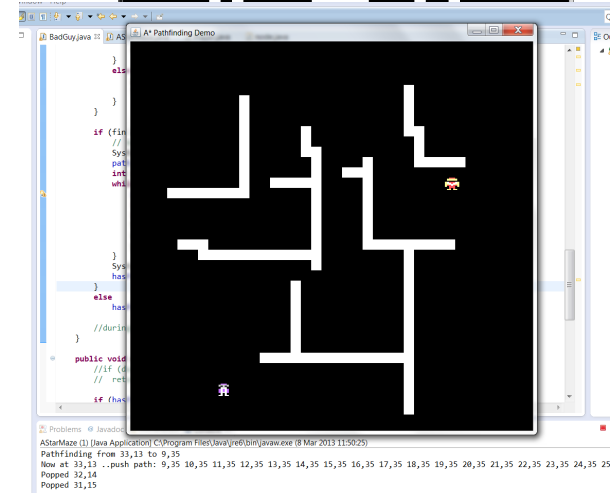 Window Help
A* Pathfinding Demo
BadGuy.java
}
els
}
}
if (fin
Sys
pat
int
whi
}
Sys
has
}
else
has
//durin
}
public void
//if (d
// ret
if (has
Problems Javadoc
AStarMaze (1) [Java Application] C:\Program Files\Java\jre6\bin\javaw.exe (8 Mar 2013 11:50:25)
Pathfinding from 33,13 to 9,35
Now at 33,13 ..push path: 9,35 10,35 11,35 12,35 13,35 14,35 15,35 16,35 17,35 18,35 19,35 20,35 21,35 22,35 23,35 24,35 25
Popped 32,14
Popped 31,15